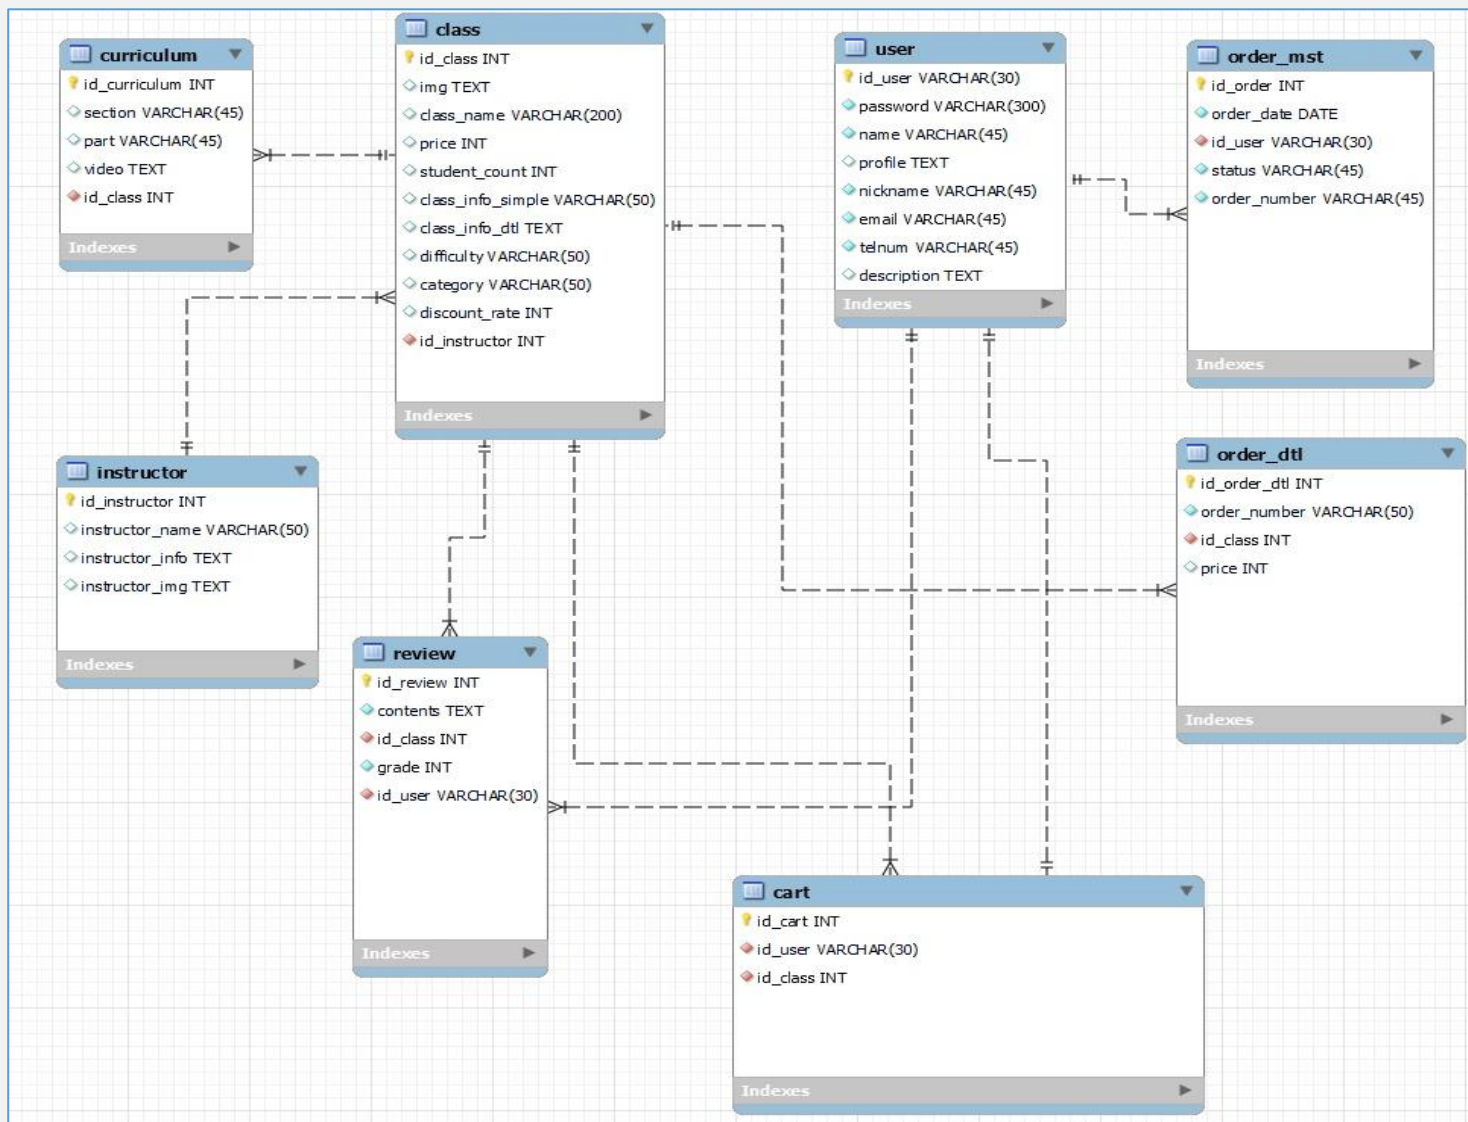 curriculum
id_curriculum INT
section VARCHAR(45)
part VARCHAR(45)
video TEXT
id_class INT
Indexes
class
id_class INT
img TEXT
class_name VARCHAR(200)
price INT
student_count INT
class_info_simple VARCHAR(50)
class_info_dtl TEXT
difficulty VARCHAR(50)
category VARCHAR(50)
discount_rate INT
id_instructor INT
Indexes
user
id_user VARCHAR(30)
password VARCHAR(300)
name VARCHAR(45)
profile TEXT
nickname VARCHAR(45)
email VARCHAR(45)
telnum VARCHAR(45)
description TEXT
Indexes
order_mst
id_order INT
order_date DATE
id_user VARCHAR(30)
status VARCHAR(45)
order_number VARCHAR(45)
Indexes
instructor
id_instructor INT
instructor_name VARCHAR(50)
instructor_info TEXT
instructor_img TEXT
Indexes
order_dtl
id_order_dtl INT
order_number VARCHAR(50)
id_class INT
price INT
Indexes
review
id_review INT
contents TEXT
id_class INT
grade INT
id_user VARCHAR(30)
Indexes
cart
id_cart INT
id_user VARCHAR(30)
id_class INT
Indexes